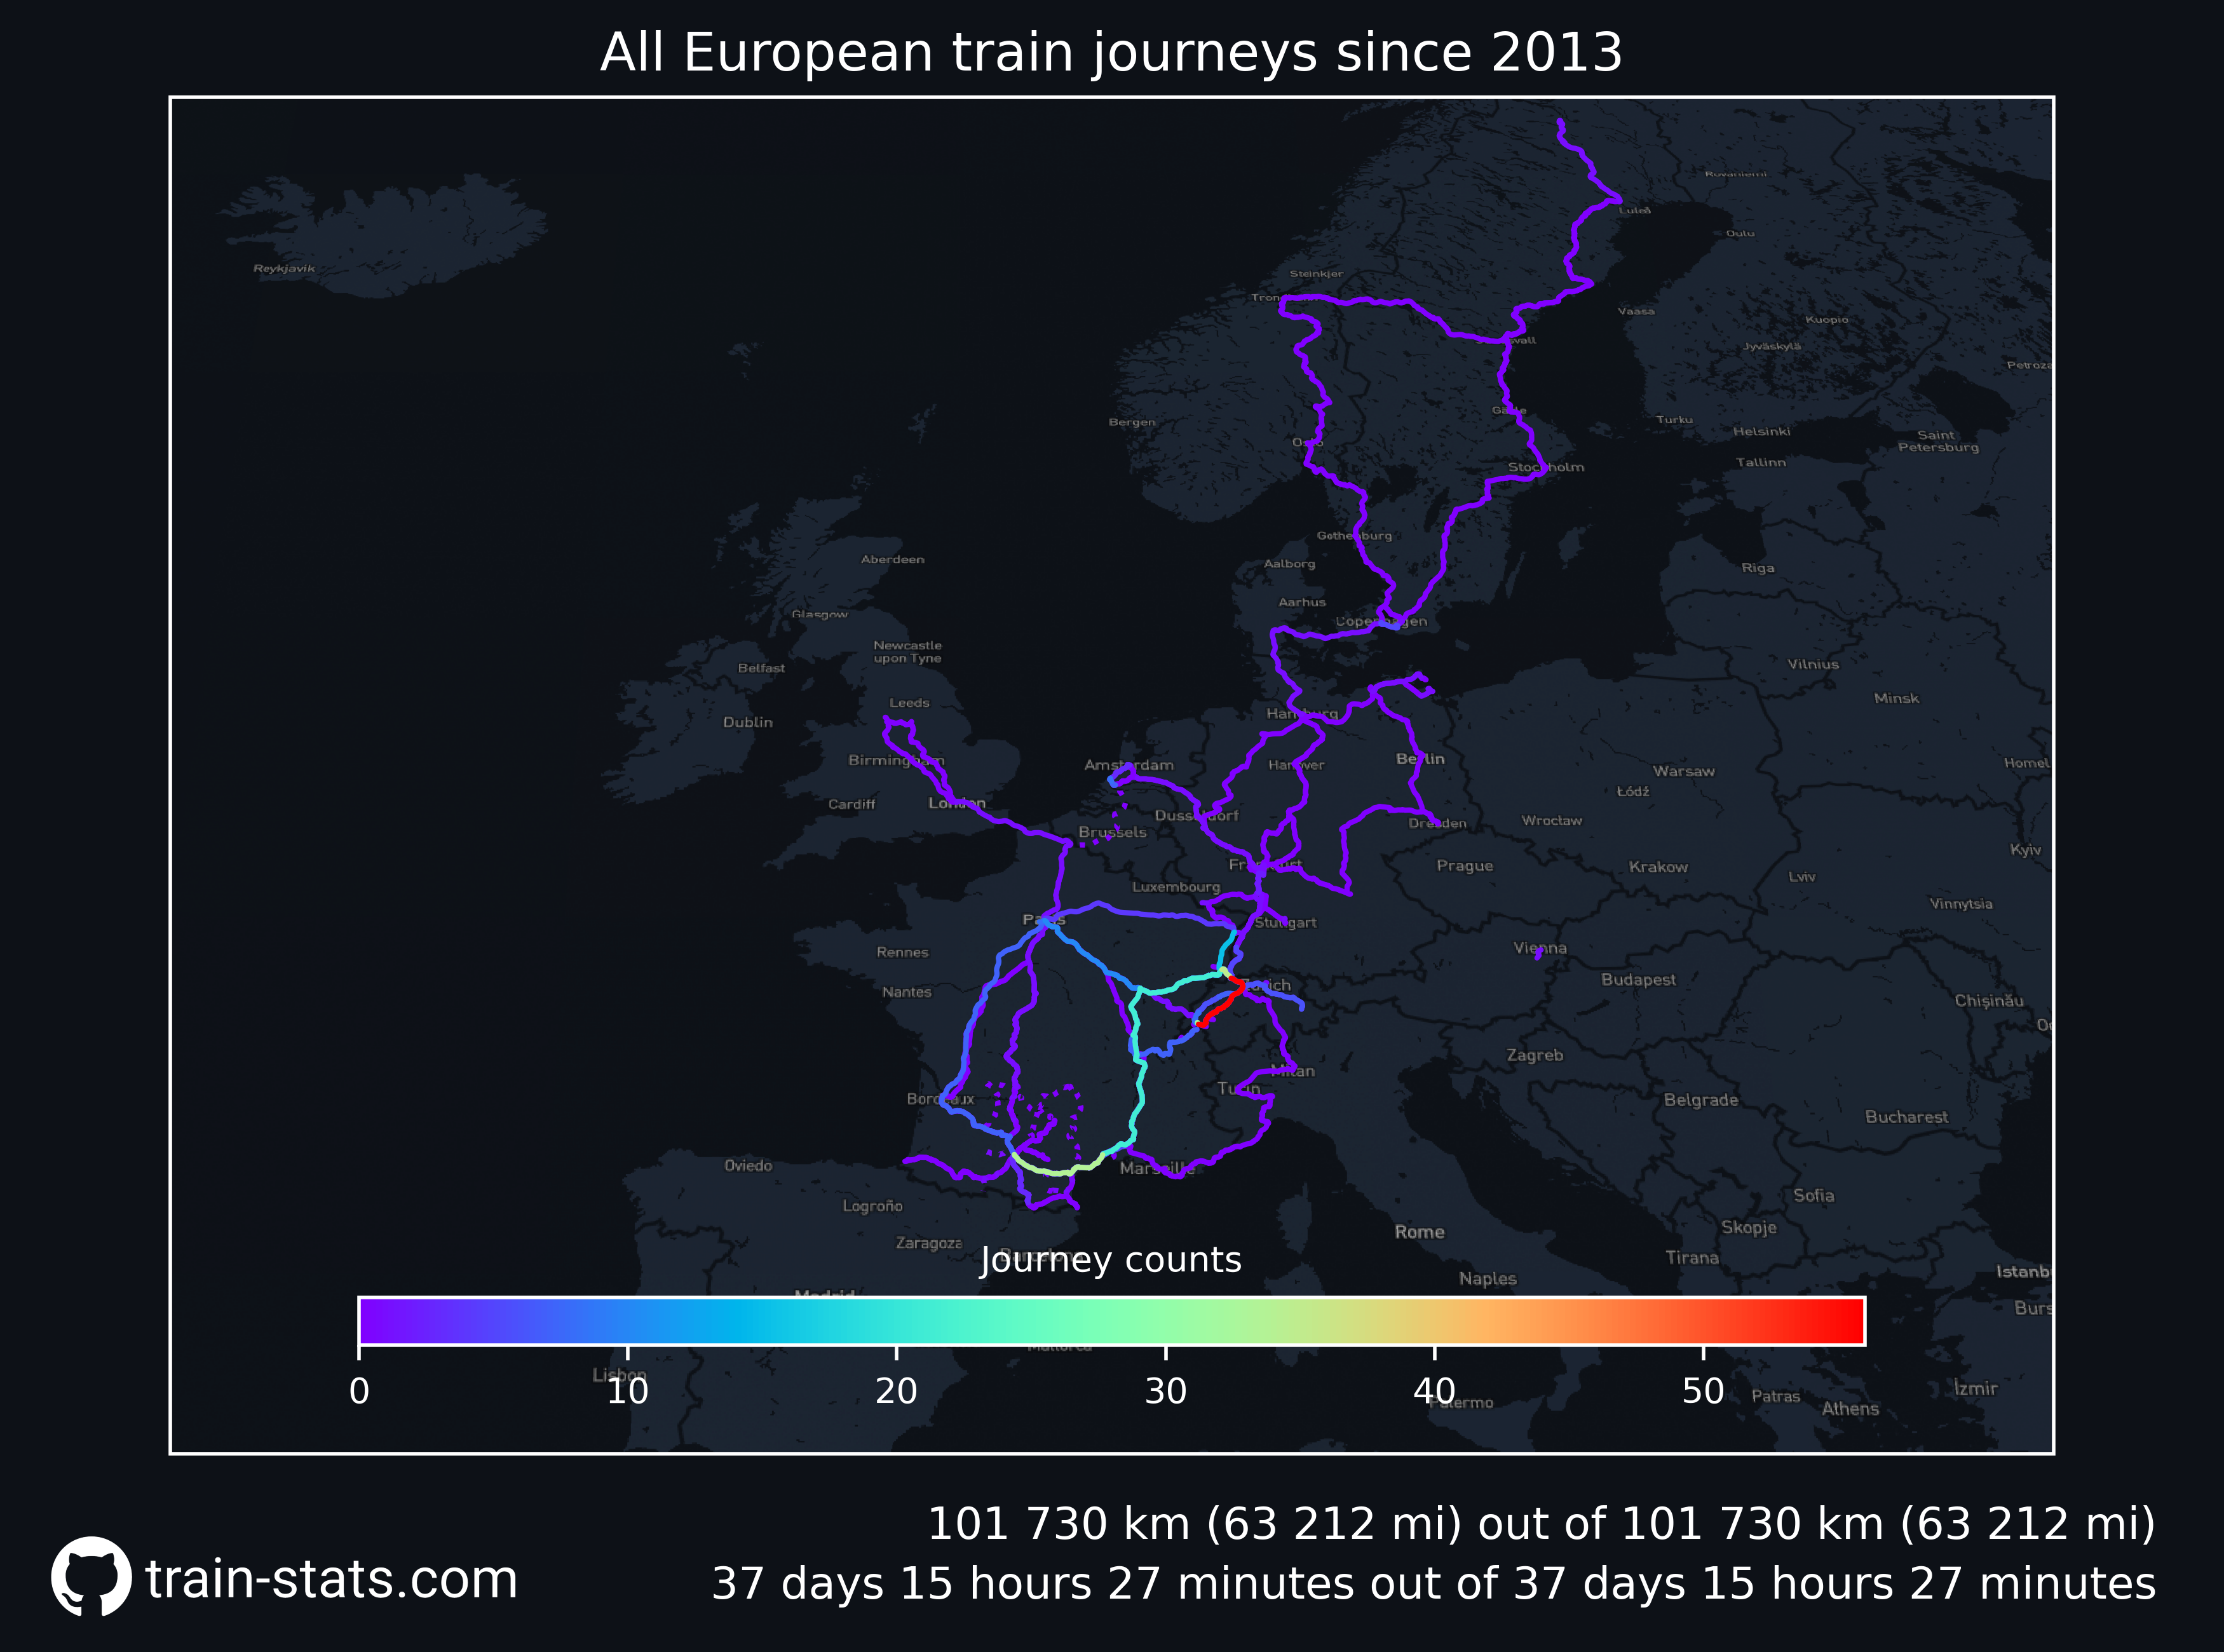 All European train journeys since 2013
Rovaniemi
Luleå
Oulu
Reykjavik
Steinkjer
Vaasa
Kuopio
Jyväskylä
Petroza
Bergen
Oslo
Gävle
Turku
Helsinki
Saint
Petersburg
Tallinn
Stockholm
Gothenburg
Aberdeen
Aalborg
Riga
Aarhus
Glasgow
Copenhagen
Newcastle
upon Tyne
Belfast
Vilnius
Minsk
Leeds
Dublin
Hamburg
Birmingham
Amsterdam
Hanover
Berlin
Warsaw
Homel
Łódź
Cardiff
London
Dusseldorf
Brussels
Dresden
Wrocław
Kyiv
Frankfurt
Prague
Krakow
Lviv
Luxembourg
Vinnytsia
Paris
Stuttgart
Rennes
Vienna
Budapest
Zurich
Nantes
Chișinău
Zagreb
Milan
Turin
Bordeaux
Belgrade
Bucharest
Oviedo
Marseille
Sofia
Logroño
Skopje
Rome
Zaragoza
Barcelona
Tirana
Journey counts
Naples
Istanbu
Madrid
Burs
Mallorca
Lisbon
0 10 20 30 40 50
Palermo
Patras
Athens
İzmir
101 730 km (63 212 mi) out of 101 730 km (63 212 mi)
train-stats.com
37 days 15 hours 27 minutes out of 37 days 15 hours 27 minutes